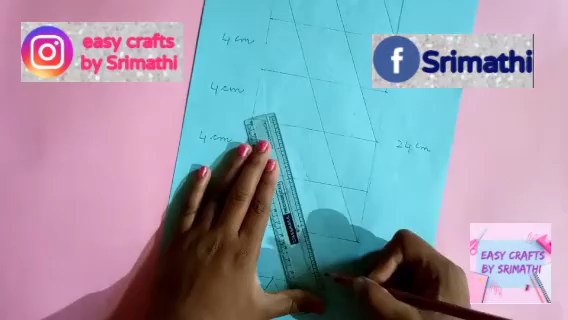 easy crafts
by Srimathi
f Srimathi
4 cm
4 cm
4 cm
24 cm
EASY CRAFTS
BY SRIMATHI